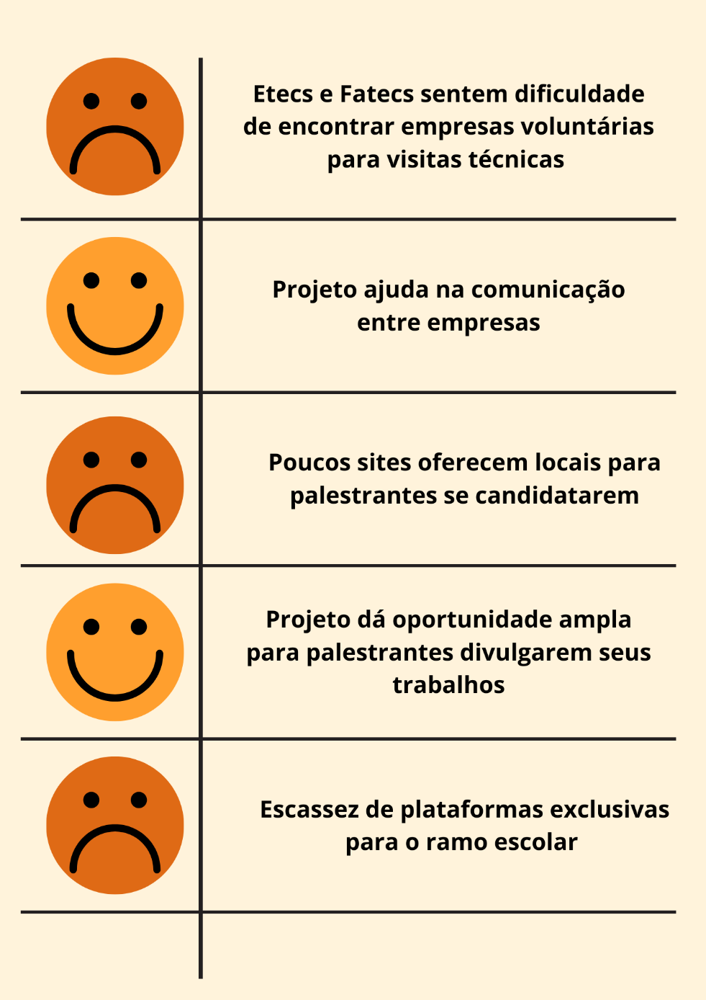 Etecs e Fatecs sentem dificuldade
de encontrar empresas voluntárias
para visitas técnicas
Projeto ajuda na comunicação
entre empresas
Poucos sites oferecem locais para
palestrantes se candidatarem
Projeto dá oportunidade ampla
para palestrantes divulgarem seus
trabalhos
Escassez de plataformas exclusivas
para o ramo escolar